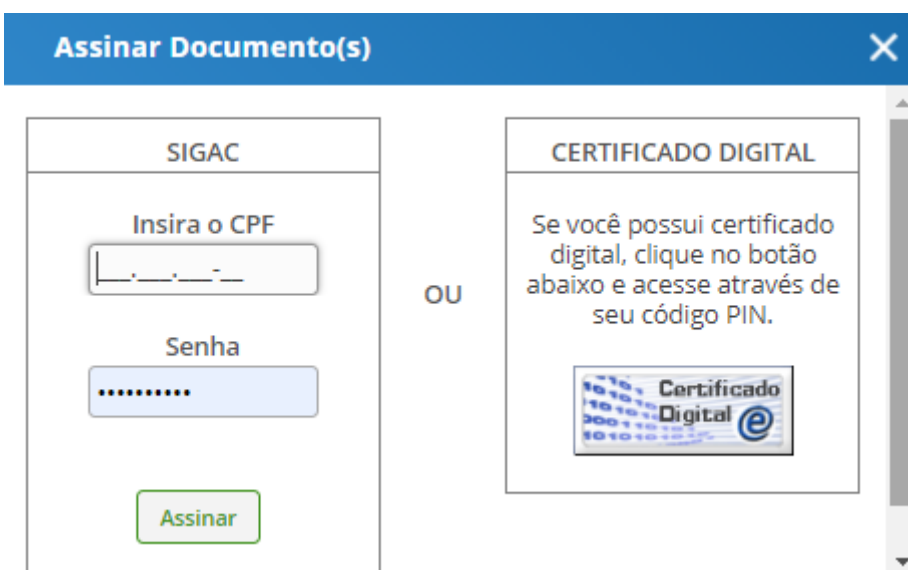 Assinar Documento(s)
SIGAC
Insira o CPF
___.___.___-__
Senha
••••••••••
Assinar
OU
CERTIFICADO DIGITAL
Se você possui certificado
digital, clique no botão
abaixo e acesse através de
seu código PIN.
Certificado
Digital